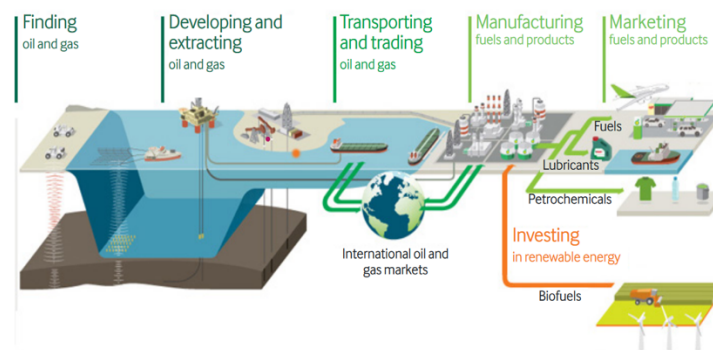 Finding
oil and gas
Developing and
extracting
oil and gas
Transporting
and trading
oil and gas
Manufacturing
fuels and products
Marketing
fuels and products
Fuels
Lubricants
Petrochemicals
International oil and
gas markets
Investing
in renewable energy
Biofuels